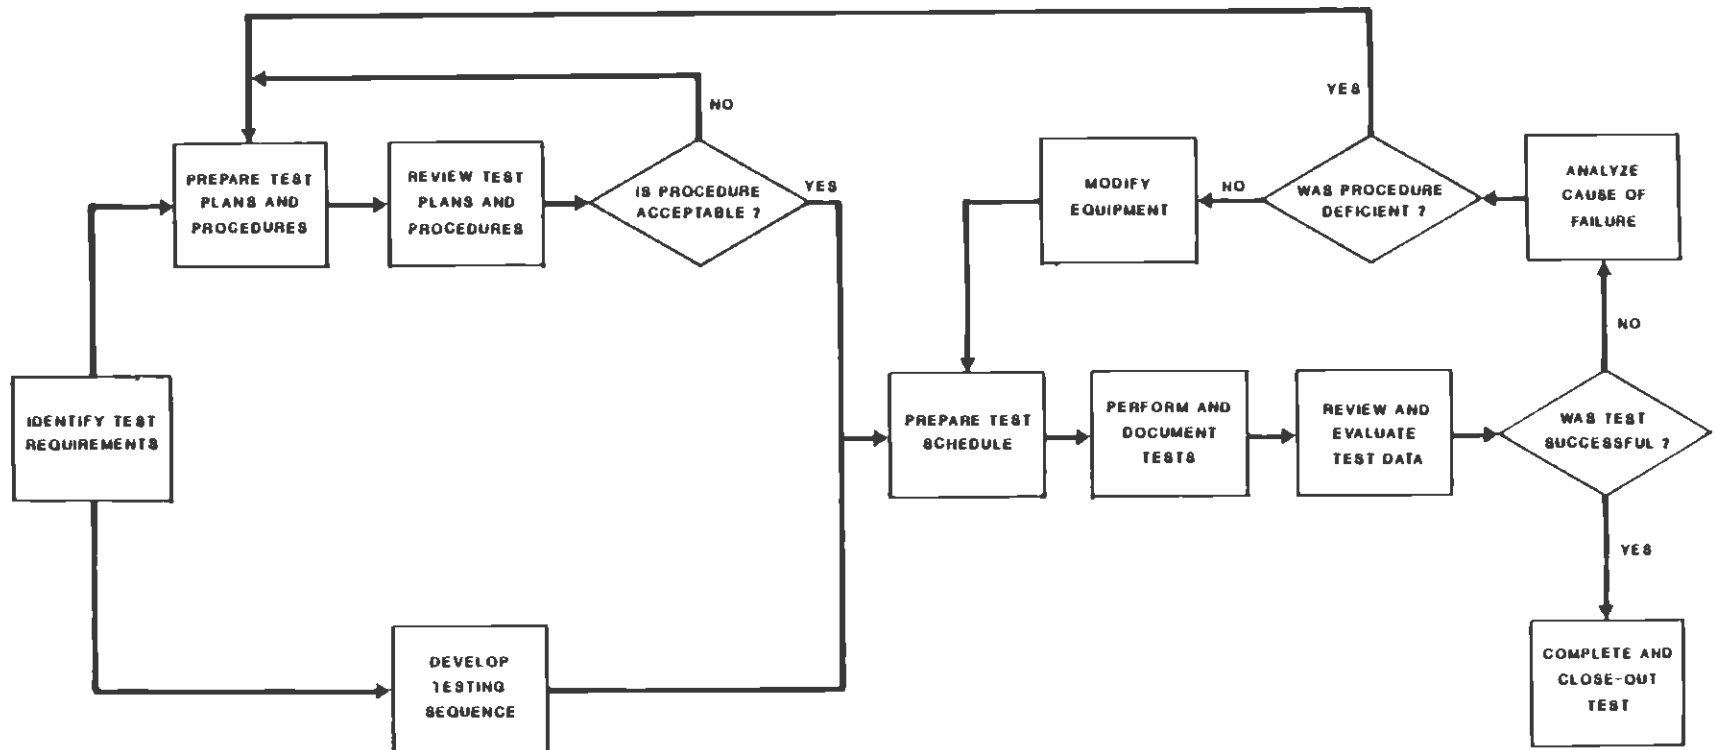 NO
YES
PREPARE TEST
PLANS AND
PROCEDURES
REVIEW TEST
PLANS AND
PROCEDURES
IS PROCEDURE
ACCEPTABLE ?
YES
MODIFY
EQUIPMENT
NO
WAS PROCEDURE
DEFICIENT ?
ANALYZE
CAUSE OF
FAILURE
NO
IDENTIFY TEST
REQUIREMENTS
PREPARE TEST
SCHEDULE
PERFORM AND
DOCUMENT
TESTS
REVIEW AND
EVALUATE
TEST DATA
WAS TEST
SUCCESSFUL ?
YES
DEVELOP
TESTING
SEQUENCE
COMPLETE AND
CLOSE-OUT
TEST